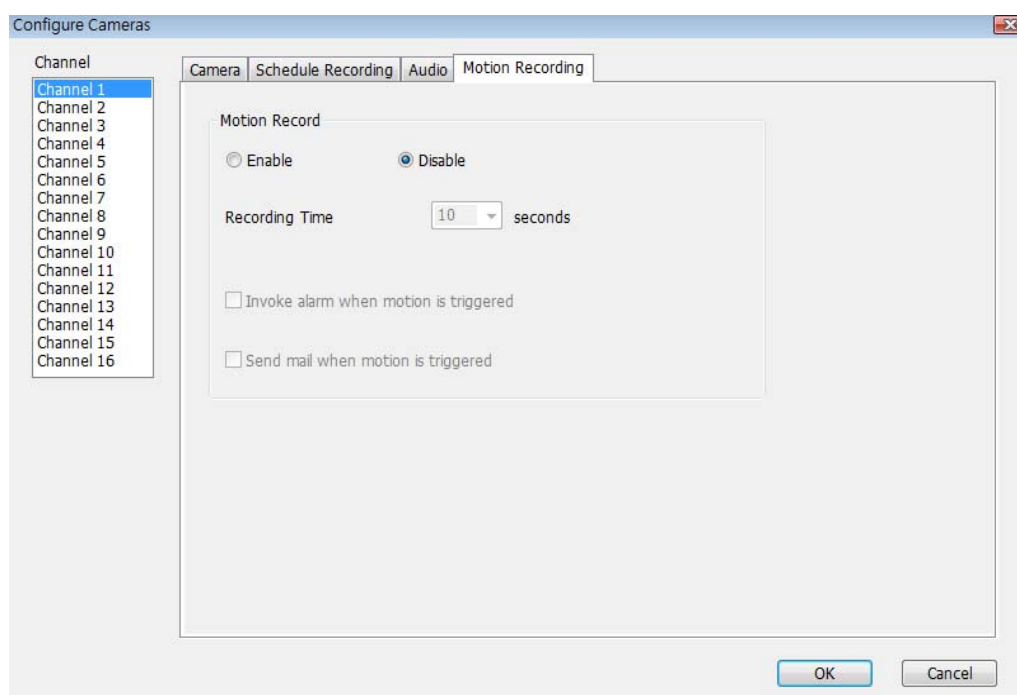 Configure Cameras
Channel
Channel 1
Channel 2
Channel 3
Channel 4
Channel 5
Channel 6
Channel 7
Channel 8
Channel 9
Channel 10
Channel 11
Channel 12
Channel 13
Channel 14
Channel 15
Channel 16
Camera Schedule Recording Audio Motion Recording
Motion Record
Enable Disable
Recording Time 10 seconds
Invoke alarm when motion is triggered
Send mail when motion is triggered
OK Cancel